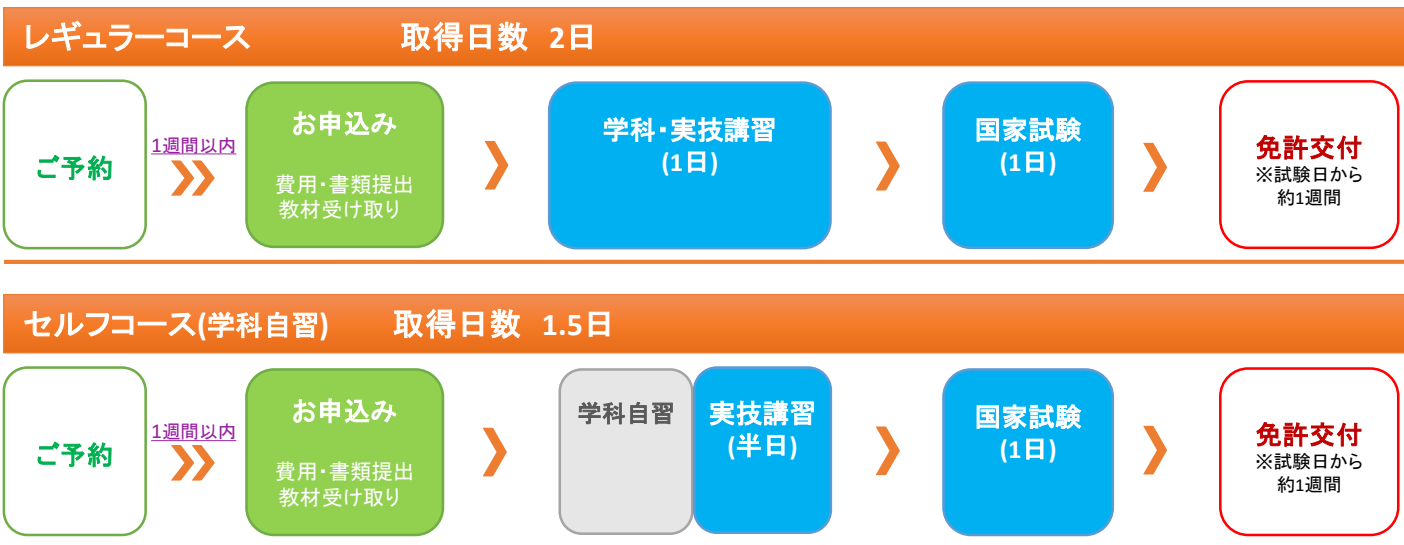 レギュラーコース 取得日数 2日
ご予約
1週間以内
お申込み
費用・書類提出
教材受け取り
学科・実技講習
(1日)
国家試験
(1日)
免許交付
※試験日から
約1週間
セルフコース(学科自習) 取得日数 1.5日
ご予約
1週間以内
お申込み
費用・書類提出
教材受け取り
学科自習
実技講習
(半日)
国家試験
(1日)
免許交付
※試験日から
約1週間